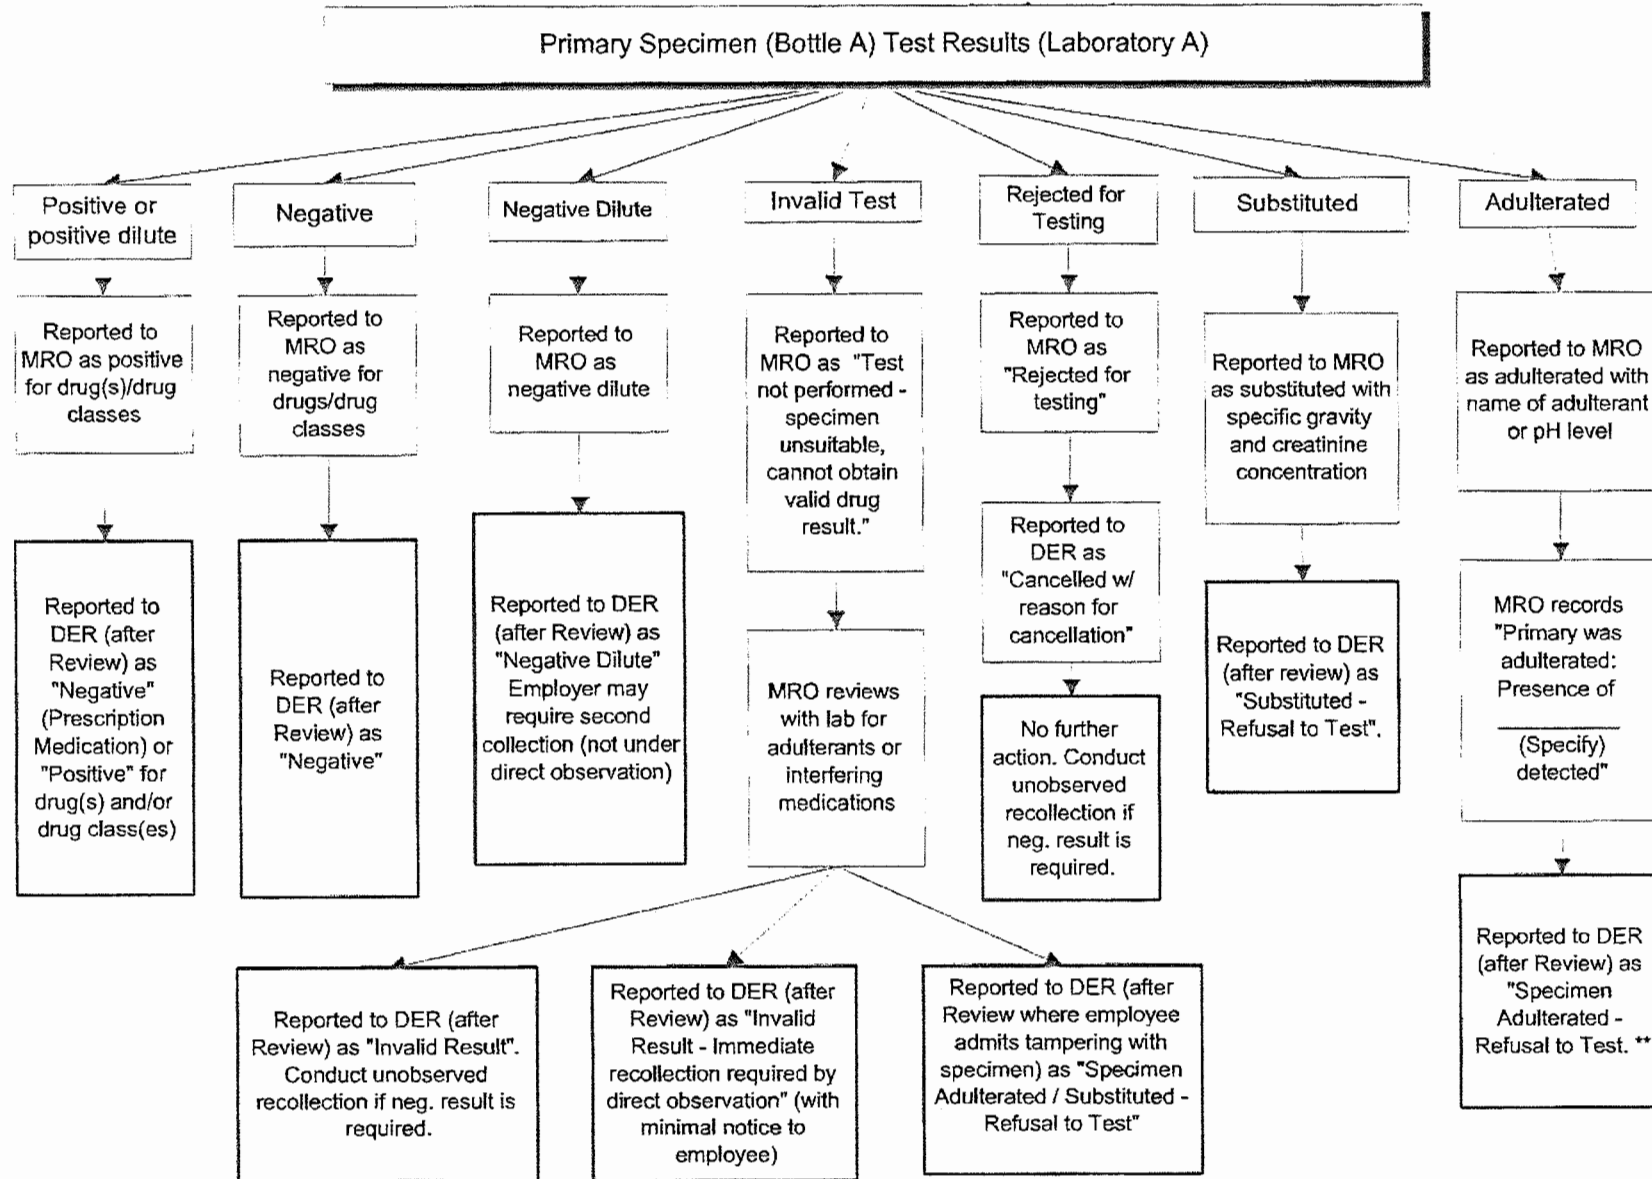 Primary Specimen (Bottle A) Test Results (Laboratory A)
Positive or
positive dilute
Negative
Negative Dilute
Invalid Test
Rejected for
Testing
Substituted
Adulterated
Reported to
MRO as positive
for drug(s)/drug
classes
Reported to
MRO as
negative for
drugs/drug
classes
Reported to
MRO as
negative dilute
Reported to
MRO as "Test
not performed -
specimen
unsuitable,
cannot obtain
valid drug
result."
Reported to
MRO as
"Rejected for
testing"
Reported to MRO
as substituted with
specific gravity
and creatinine
concentration
Reported to MRO
as adulterated with
name of adulterant
or pH level
Reported to
DER (after
Review) as
"Negative"
(Prescription
Medication) or
"Positive" for
drug(s) and/or
drug class(es)
Reported to
DER (after
Review) as
"Negative"
Reported to DER
(after Review) as
"Negative Dilute"
Employer may
require second
collection (not under
direct observation)
MRO reviews
with lab for
adulterants or
interfering
medications
Reported to
DER as
"Cancelled w/
reason for
cancellation"
No further
action. Conduct
unobserved
recollection if
neg. result is
required.
Reported to DER
(after review) as
"Substituted -
Refusal to Test".
MRO records
"Primary was
adulterated:
Presence of
(Specify)
detected"
Reported to DER (after
Review) as "Invalid Result".
Conduct unobserved
recollection if neg. result is
required.
Reported to DER (after
Review) as "Invalid
Result - Immediate
recollection required by
direct observation" (with
minimal notice to
employee)
Reported to DER (after
Review where employee
admits tampering with
specimen) as "Specimen
Adulterated / Substituted -
Refusal to Test"
Reported to DER
(after Review) as
"Specimen
Adulterated -
Refusal to Test. **